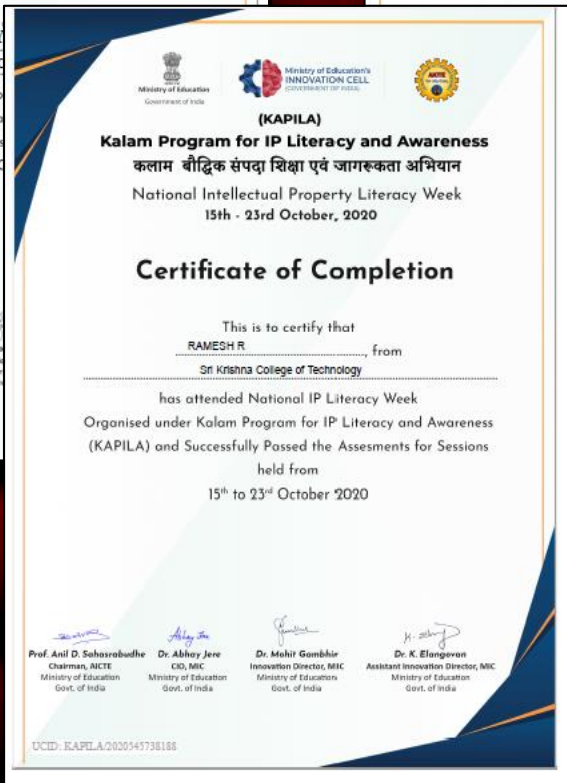 Ministry of Education
Government of India
Ministry of Education's
INNOVATION CELL
(GOVERNMENT OF INDIA)
AICTE
(KAPILA)
Kalam Program for IP Literacy and Awareness
कलाम बौद्धिक संपदा शिक्षा एवं जागरूकता अभियान
National Intellectual Property Literacy Week
15th - 23rd October, 2020
Certificate of Completion
This is to certify that
RAMESH R, from
Sri Krishna College of Technology
has attended National IP Literacy Week
Organised under Kalam Program for IP Literacy and Awareness
(KAPILA) and Successfully Passed the Assesments for Sessions
held from
15th to 23rd October 2020
Prof. Anil D. Sahasrabudhe
Chairman, AICTE
Ministry of Education
Govt. of India
Dr. Abhay Jere
CIO, MIC
Ministry of Education
Govt. of India
Dr. Mohit Gambhir
Innovation Director, MIC
Ministry of Education
Govt. of India
Dr. K. Elangovan
Assistant Innovation Director, MIC
Ministry of Education
Govt. of India
UCID: KAPILA/2020545738188